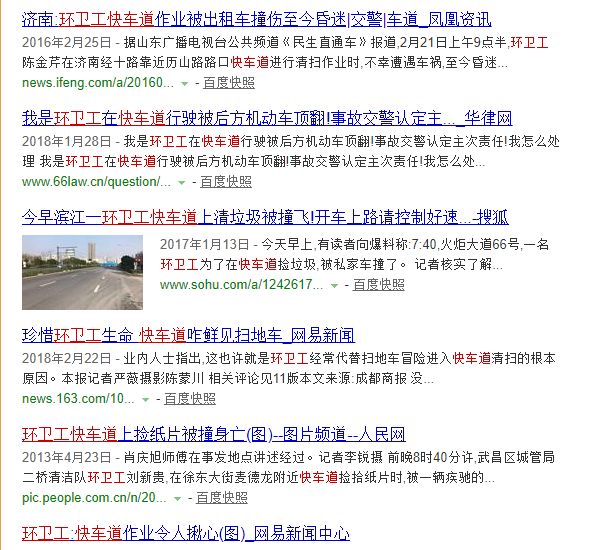 济南:环卫工快车道作业被出租车撞伤至今昏迷|交警|车道_凤凰资讯
2016年2月25日 - 据山东广播电视台公共频道《民生直通车》报道,2月21日上午9点半,环卫工
陈金芹在济南经十路靠近历山路路口快车道进行清扫作业时,不幸遭遇车祸,至今昏迷...
news.ifeng.com/a/20160... - 百度快照
我是环卫工在快车道行驶被后方机动车顶翻!事故交警认定主..._华律网
2018年1月28日 - 我是环卫工在快车道行驶被后方机动车顶翻!事故交警认定主次责任!我怎么处
理 我是环卫工在快车道行驶被后方机动车顶翻!事故交警认定主次责任!我怎么处...
www.66law.cn/question/... - 百度快照
今早滨江一环卫工快车道上清垃圾被撞飞!开车上路请控制好速...-搜狐
2017年1月13日 - 今天早上,有读者向爆料称:7:40,火炬大道66号,一名
环卫工为了在快车道捡垃圾,被私家车撞了。 记者核实了解...
www.sohu.com/a/1242617... - 百度快照
珍惜环卫工生命 快车道咋鲜见扫地车_网易新闻
2018年2月22日 - 业内人士指出,这也许就是环卫工经常代替扫地车冒险进入快车道清扫的根本
原因。本报记者严薇摄影陈蒙川 相关评论见11版本文来源:成都商报 没...
news.163.com/10... - 百度快照
环卫工快车道上捡纸片被撞身亡(图)--图片频道--人民网
2013年4月23日 - 肖庆旭师傅在事发地点讲述经过。记者李锐摄 前晚8时40分许,武昌区城管局
二桥清洁队环卫工刘新贵,在徐东大街麦德龙附近快车道捡拾纸片时,被一辆疾驰的...
pic.people.com.cn/n/20... - 百度快照
环卫工:快车道作业令人揪心(图)_网易新闻中心